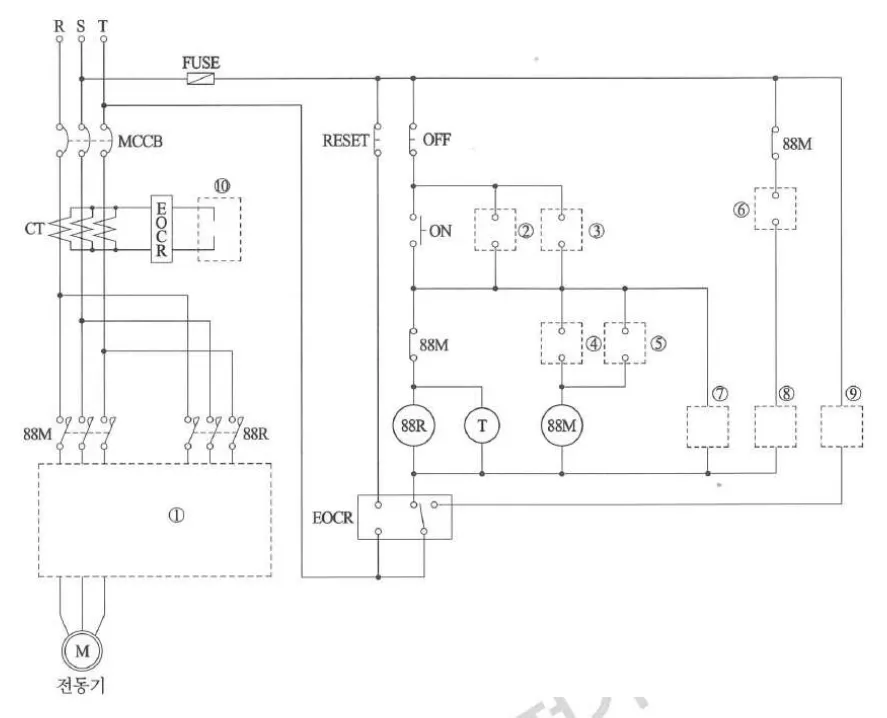 R S T
FUSE
MCCB
RESET
OFF
88M
⑩
EOCR
CT
⑥
ON
②
③
88M
④
⑤
88R
T
88M
⑦
⑧
⑨
88M
88R
①
EOCR
M
전동기